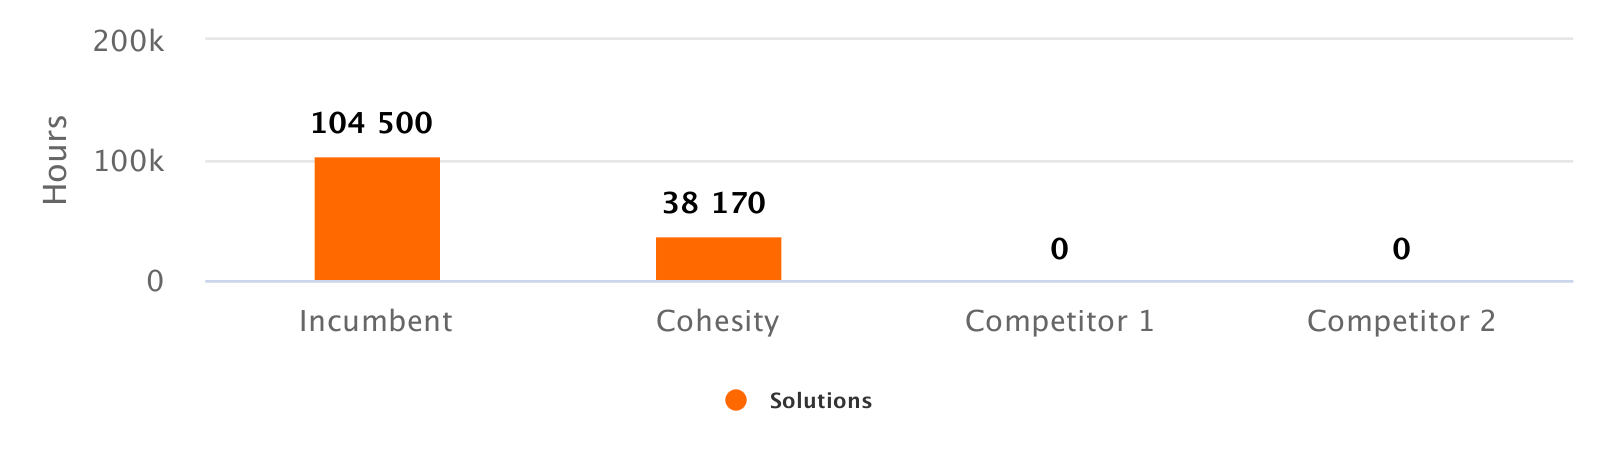 200k
104 500
Hours
100k
38 170
0
0
0
Incumbent
Cohesity
Competitor 1
Competitor 2
Solutions